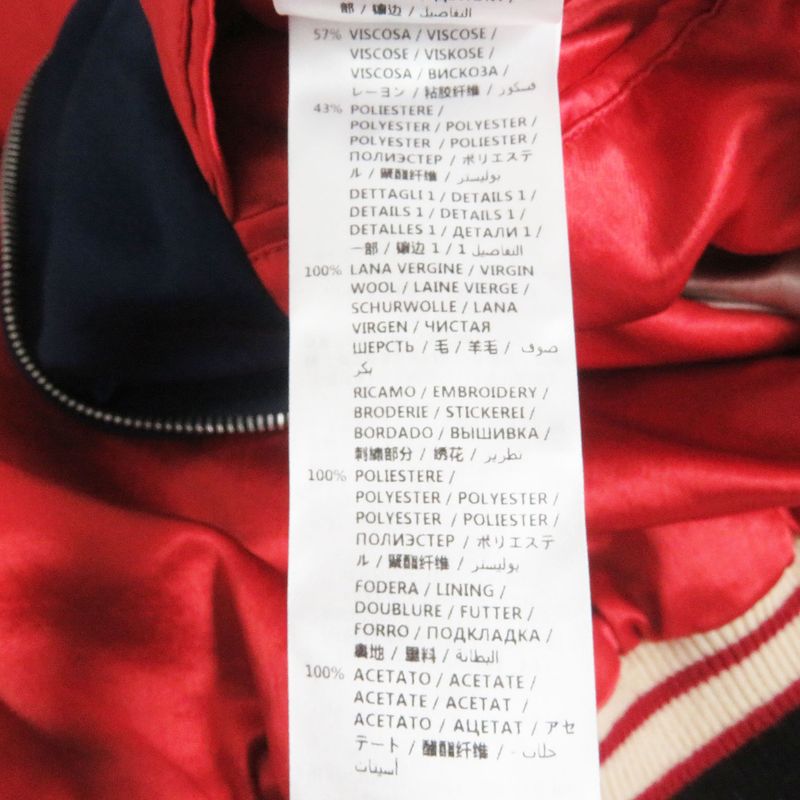 部 / 镶边 / التفاصيل
57% VISCOSA / VISCOSE /
VISCOSE / VISKOSE /
VISCOSA / ВИСКОЗА /
レーヨン / 粘胶纤维 / فسكوز
43% POLIESTERE /
POLYESTER / POLYESTER /
POLYESTER / POLIESTER /
ПОЛИЭСТЕР / ポリエステ
ル / 聚酯纤维 / بوليستر
DETTAGLI 1 / DETAILS 1 /
DETAILS 1 / DETAILS 1 /
DETALLES 1 / ДЕТАЛИ 1 /
一部 / 镶边 1 / التفاصيل 1
100% LANA VERGINE / VIRGIN
WOOL / LAINE VIERGE /
SCHURWOLLE / LANA
VIRGEN / ЧИСТАЯ
ШЕРСТЬ / 毛 / 羊毛 / صوف
بكر
RICAMO / EMBROIDERY /
BRODERIE / STICKEREI /
BORDADO / ВЫШИВКА /
刺繍部分 / 绣花 / تطريز
100% POLIESTERE /
POLYESTER / POLYESTER /
POLYESTER / POLIESTER /
ПОЛИЭСТЕР / ポリエステ
ル / 聚酯纤维 / بوليستر
FODERA / LINING /
DOUBLURE / FUTTER /
FORRO / ПОДКЛАДКА /
裏地 / 里料 / البطانة
100% ACETATO / ACETATE /
ACETATE / ACETAT /
ACETATO / АЦЕТАТ / アセ
テート / 醋酯纤维 / خلات -
أسيتات